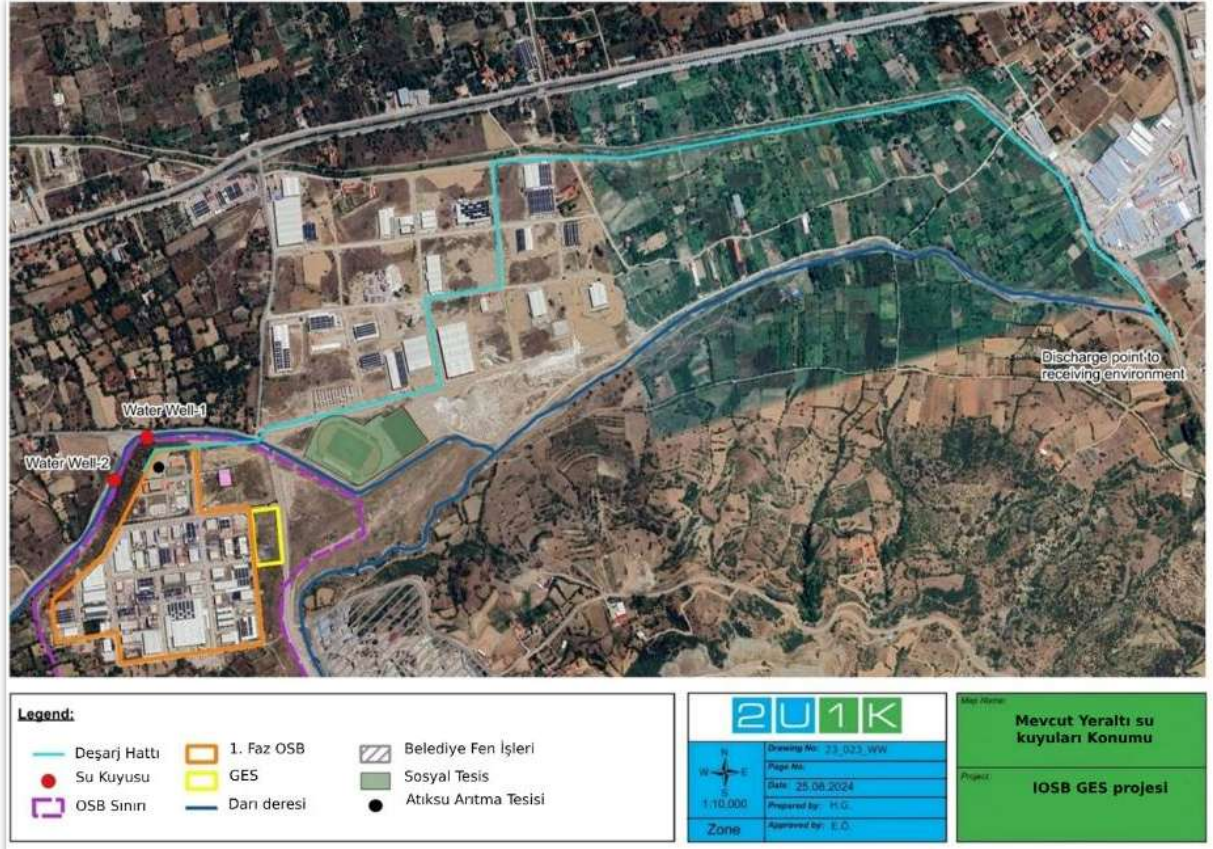 Water Well-1
Water Well-2
Discharge point to
receiving environment
Legend:
Deşarj Hattı
Su Kuyusu
OSB Sınırı
1. Faz OSB
GES
Darı deresi
Belediye Fen İşleri
Sosyal Tesis
Atıksu Arıtma Tesisi
2U1K
N
W E
S
1:10,000
Zone
Drawing No: 23_023_WW
Page No:
Date: 25.08.2024
Prepared by: H.G.
Approved by: E.Ö.
Map Name:
Mevcut Yeraltı su
kuyuları Konumu
Project:
IOSB GES projesi